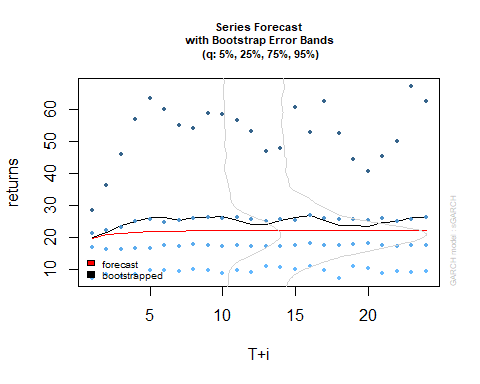 Series Forecast
with Bootstrap Error Bands
(q: 5%, 25%, 75%, 95%)
returns
60
50
40
30
20
10
forecast
bootstrapped
5
10
15
20
T+i
GARCH model : sGARCH